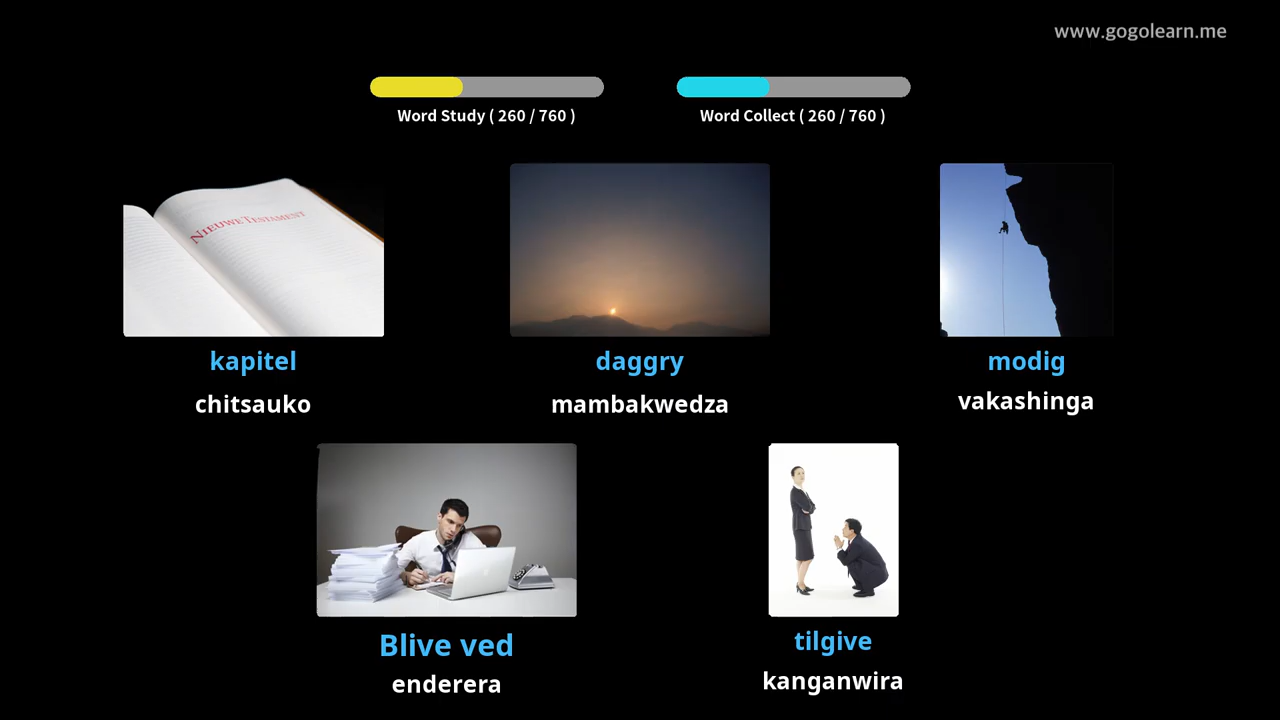 www.gogolearn.me
Word Study ( 260 / 760 )
Word Collect ( 260 / 760 )
NIEUWE TESTAMENT
kapitel
daggry
modig
chitsauko
mambakwedza
vakashinga
Blive ved
tilgive
enderera
kanganwira